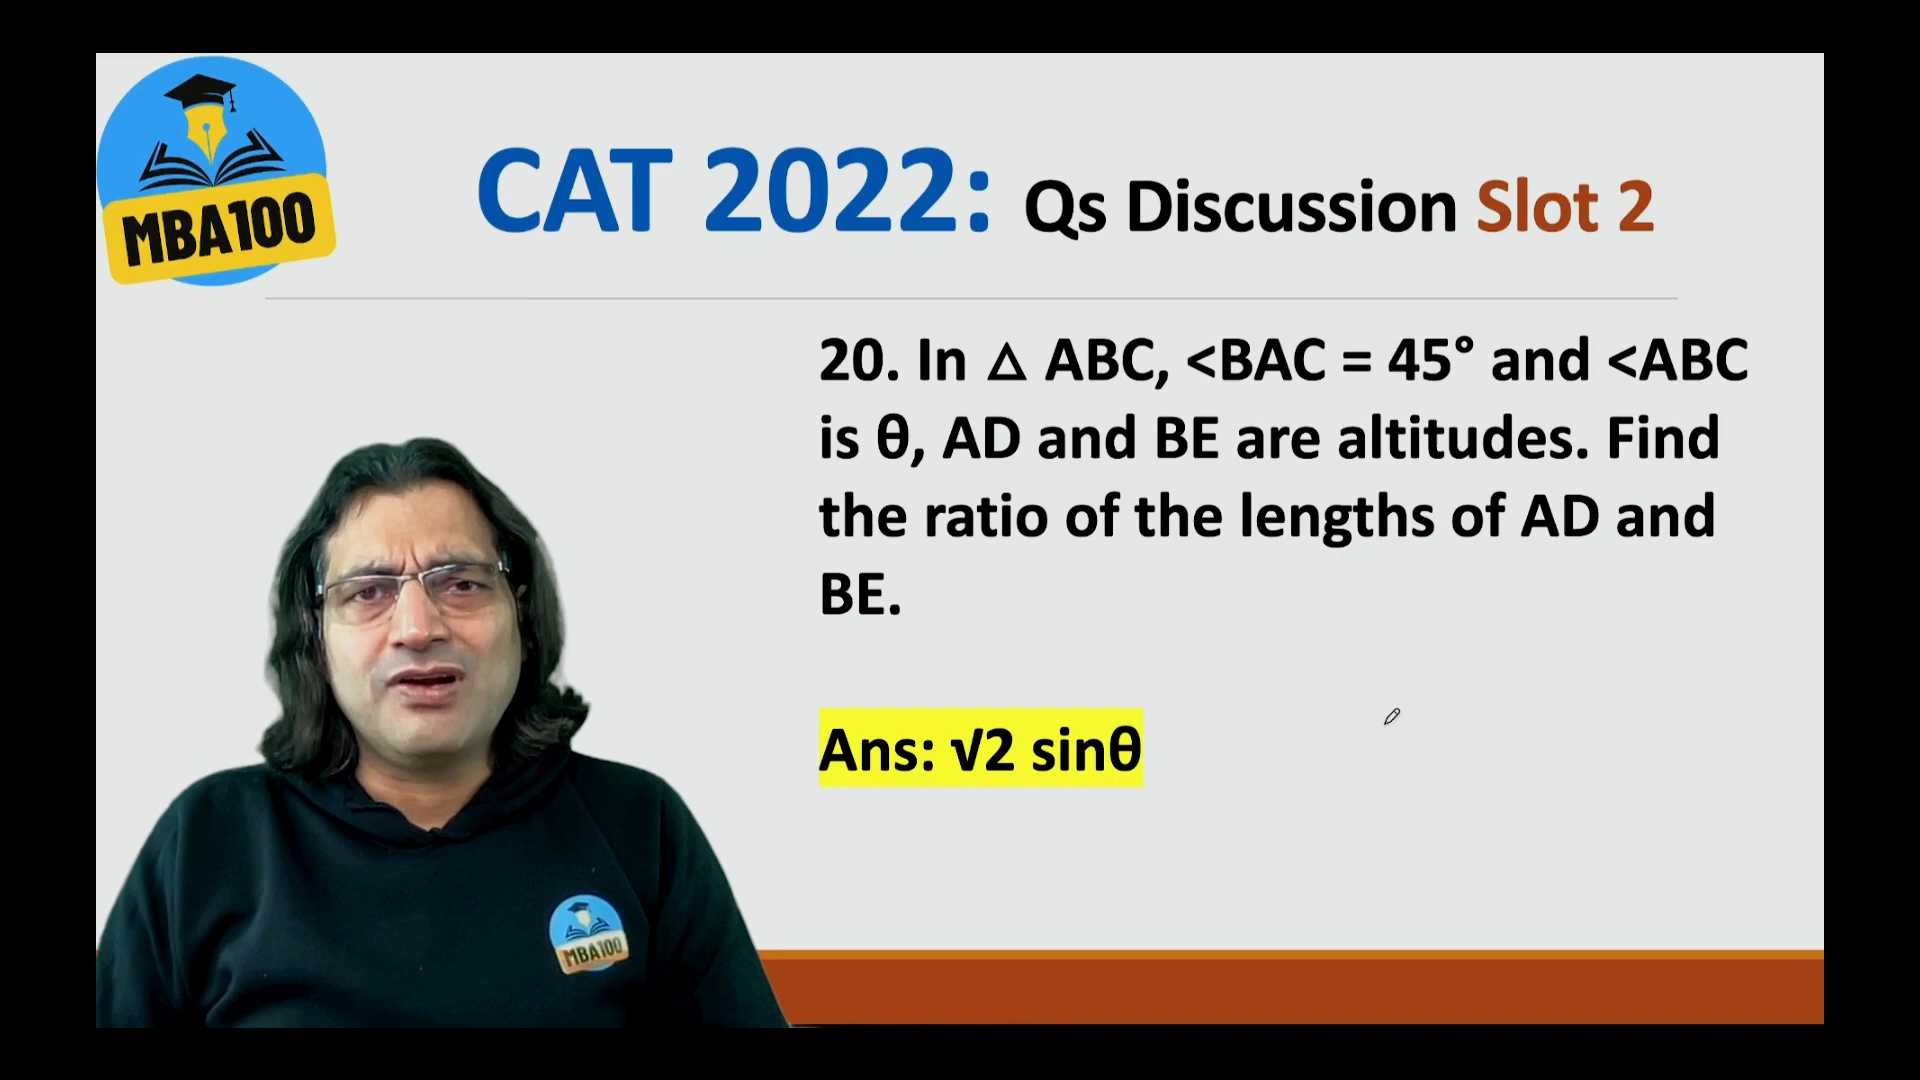 MBA100
CAT 2022: Qs Discussion Slot 2
20. In △ ABC, <BAC = 45° and <ABC
is θ, AD and BE are altitudes. Find
the ratio of the lengths of AD and
BE.
Ans: √2 sinθ
MBA100